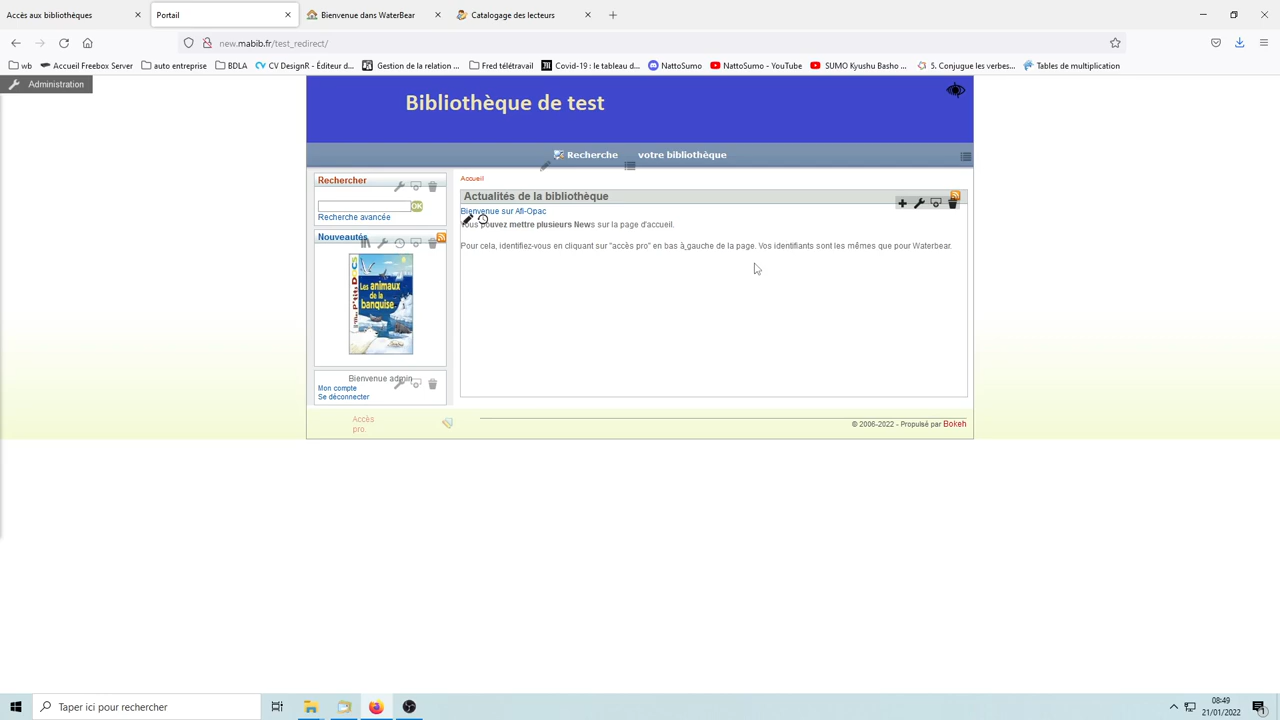 Accès aux bibliothèques
Portail
Bienvenue dans WaterBear
Catalogage des lecteurs
new.mabib.fr/test_redirect/
wb
Accueil Freebox Server
auto entreprise
BDLA
CV DesignR - Éditeur d...
Gestion de la relation ...
Fred télétravail
Covid-19 : le tableau d...
NattoSumo
NattoSumo - YouTube
SUMO Kyushu Basho ...
5. Conjugue les verbes...
Tables de multiplication
Administration
Bibliothèque de test
Recherche
votre bibliothèque
Rechercher
OK
Recherche avancée
Nouveautés
Les animaux
de la
banquise
Bienvenue admin
Mon compte
Se déconnecter
Accueil
Actualités de la bibliothèque
Bienvenue sur Afi-Opac
Vous pouvez mettre plusieurs News sur la page d'accueil.
Pour cela, identifiez-vous en cliquant sur "accès pro" en bas à gauche de la page. Vos identifiants sont les mêmes que pour Waterbear.
Accès
pro.
© 2006-2022 - Propulsé par Bokeh
Taper ici pour rechercher
08:49
21/01/2022